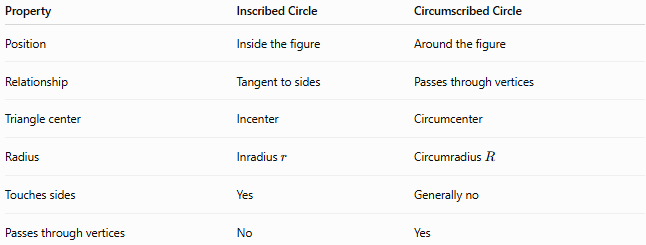 Property Inscribed Circle Circumscribed Circle
Position Inside the figure Around the figure
Relationship Tangent to sides Passes through vertices
Triangle center Incenter Circumcenter
Radius Inradius r Circumradius R
Touches sides Yes Generally no
Passes through vertices No Yes